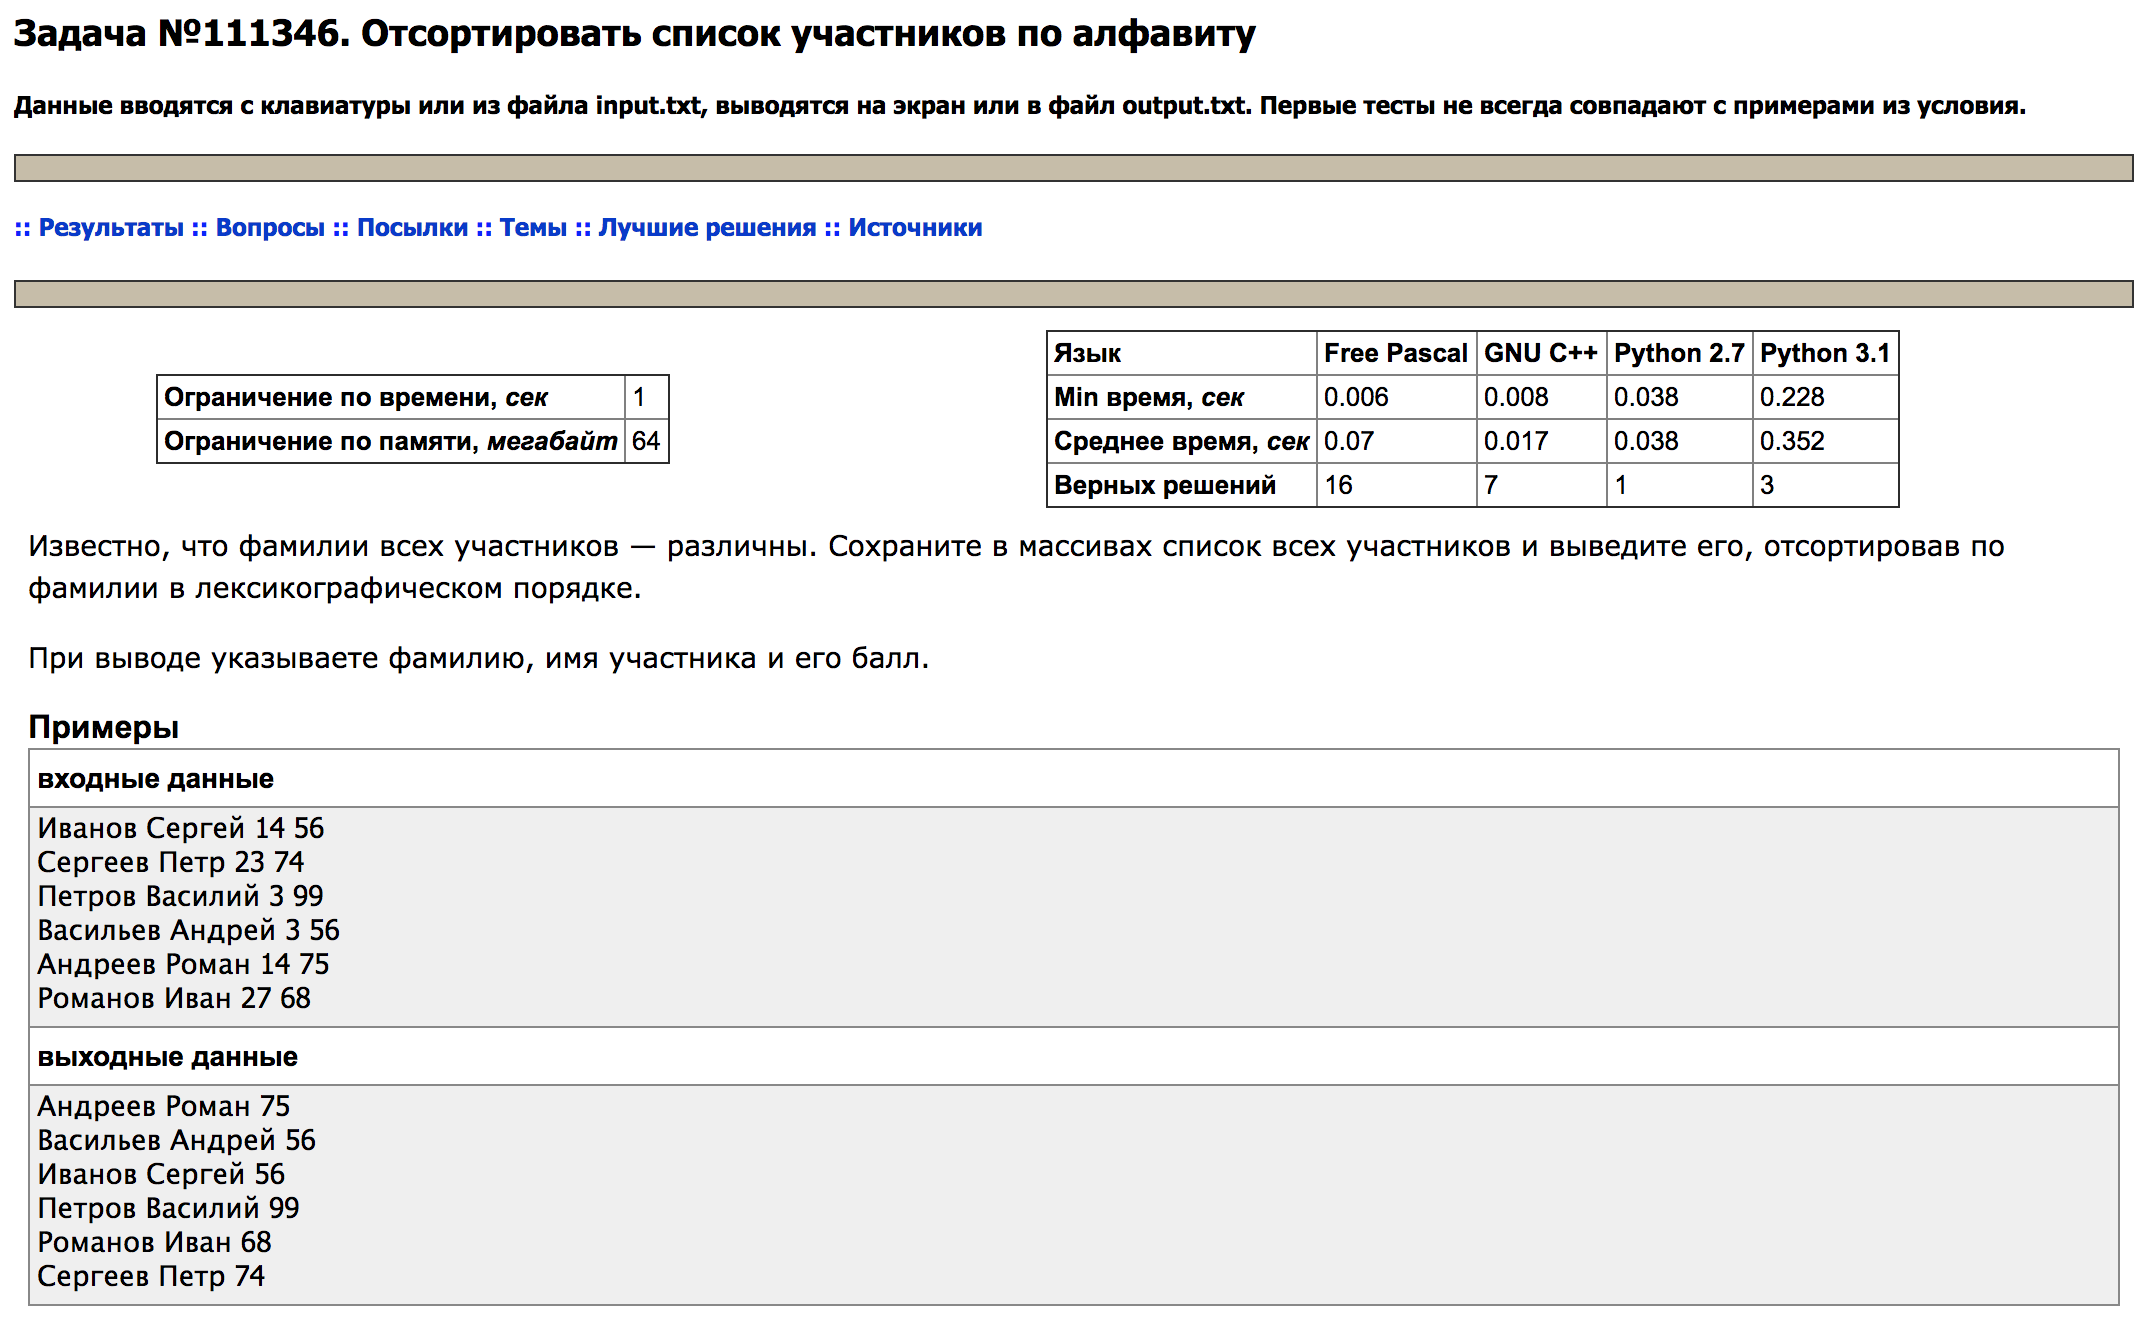 Задача №111346. Отсортировать список участников по алфавиту
Данные вводятся с клавиатуры или из файла input.txt, выводятся на экран или в файл output.txt. Первые тесты не всегда совпадают с примерами из условия.
:: Результаты :: Вопросы :: Посылки :: Темы :: Лучшие решения :: Источники
Ограничение по времени, сек 1
Ограничение по памяти, мегабайт 64
Язык Free Pascal GNU C++ Python 2.7 Python 3.1
Min время, сек 0.006 0.008 0.038 0.228
Среднее время, сек 0.07 0.017 0.038 0.352
Верных решений 16 7 1 3
Известно, что фамилии всех участников — различны. Сохраните в массивах список всех участников и выведите его, отсортировав по
фамилии в лексикографическом порядке.
При выводе указываете фамилию, имя участника и его балл.
Примеры
входные данные
Иванов Сергей 14 56
Сергеев Петр 23 74
Петров Василий 3 99
Васильев Андрей 3 56
Андреев Роман 14 75
Романов Иван 27 68
выходные данные
Андреев Роман 75
Васильев Андрей 56
Иванов Сергей 56
Петров Василий 99
Романов Иван 68
Сергеев Петр 74